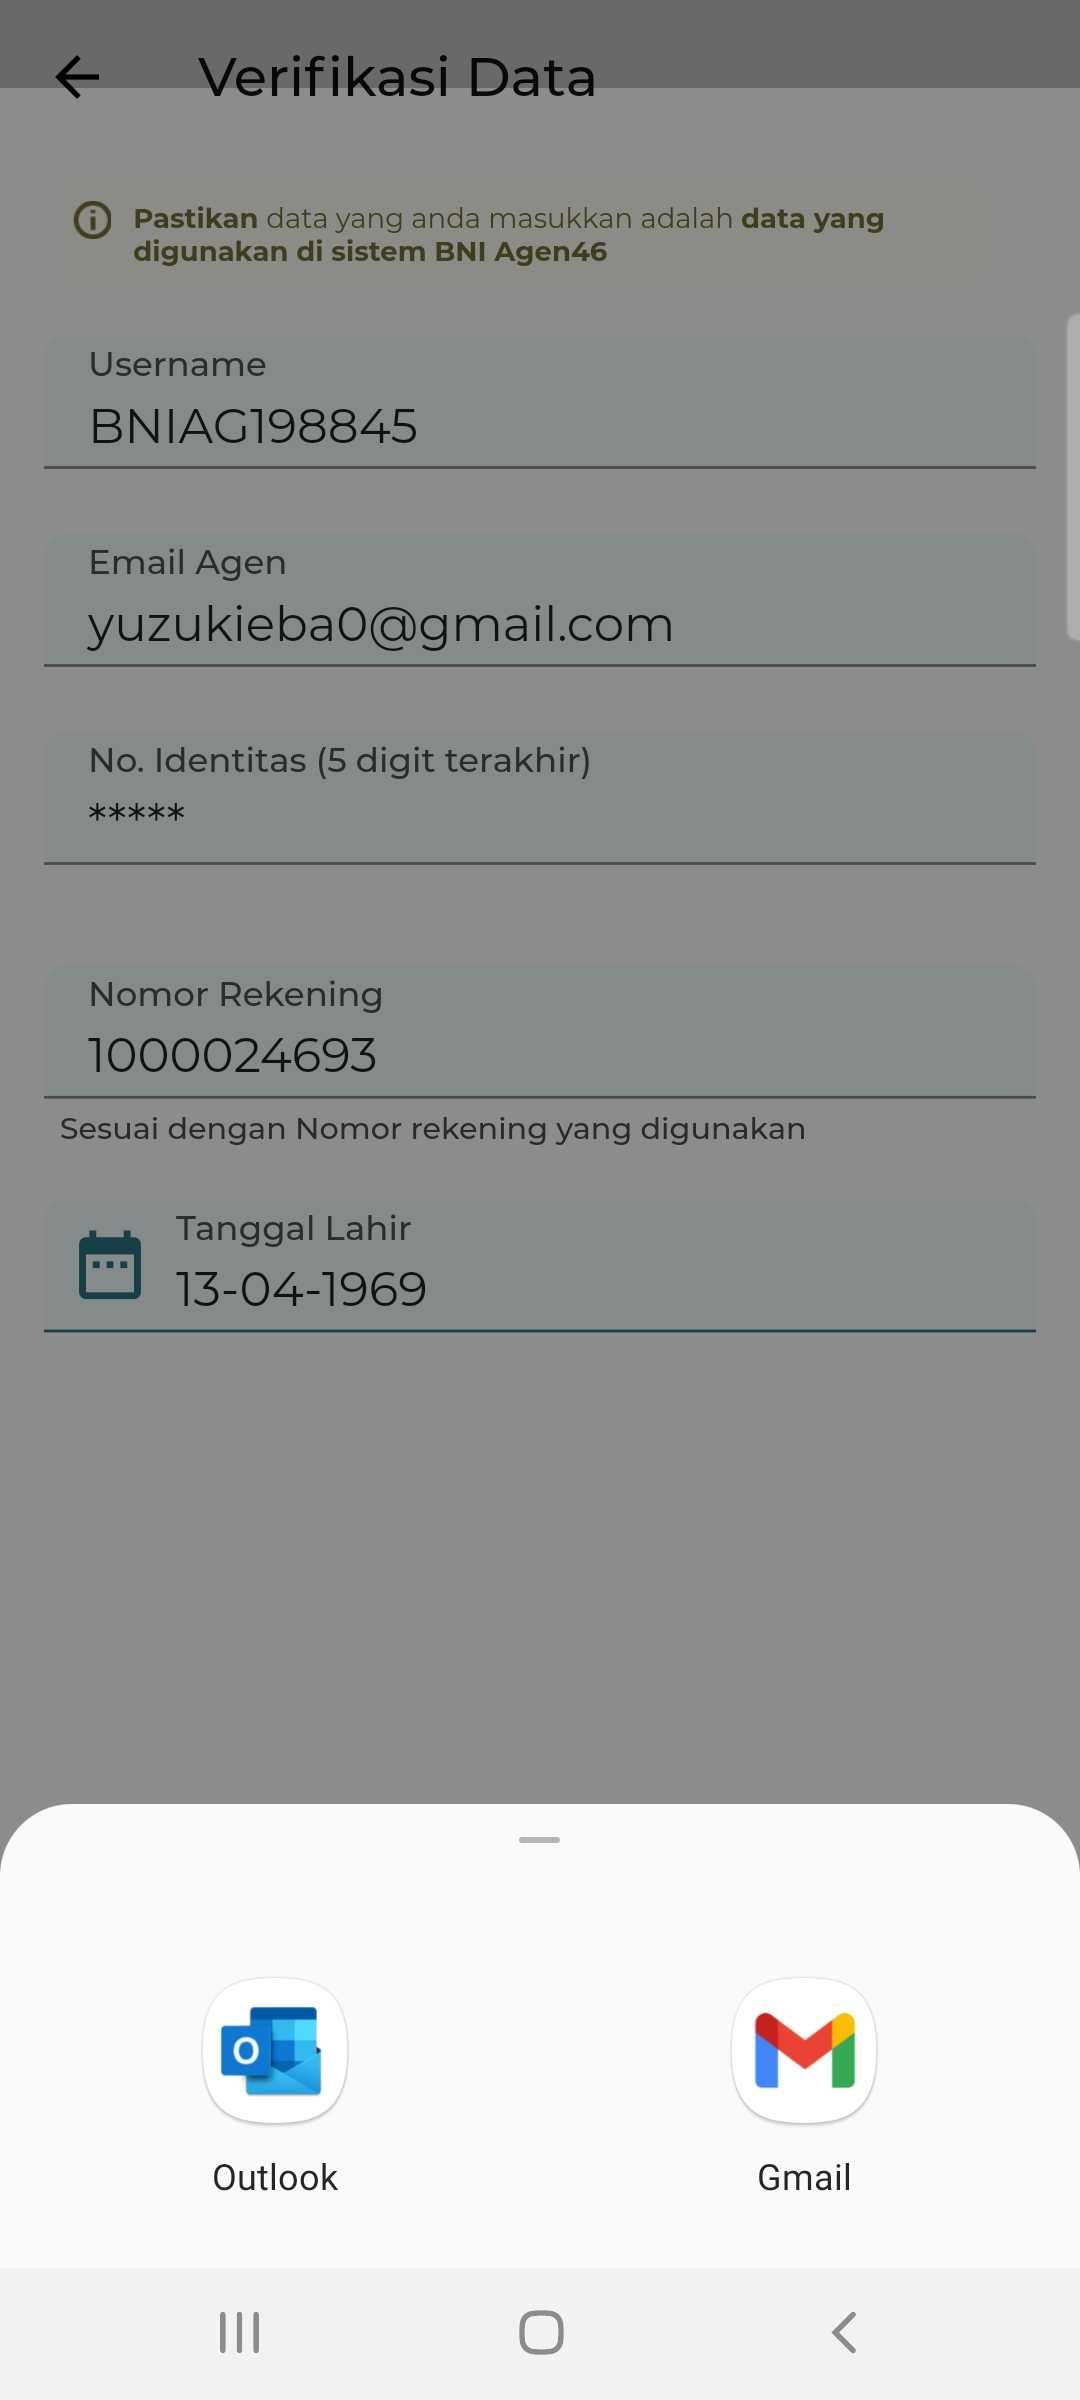 Verifikasi Data
Pastikan data yang anda masukkan adalah data yang
digunakan di sistem BNI Agen46
Username
BNIAG198845
Email Agen
yuzukieba0@gmail.com
No. Identitas (5 digit terakhir)
*****
Nomor Rekening
1000024693
Sesuai dengan Nomor rekening yang digunakan
Tanggal Lahir
13-04-1969
Outlook
Gmail